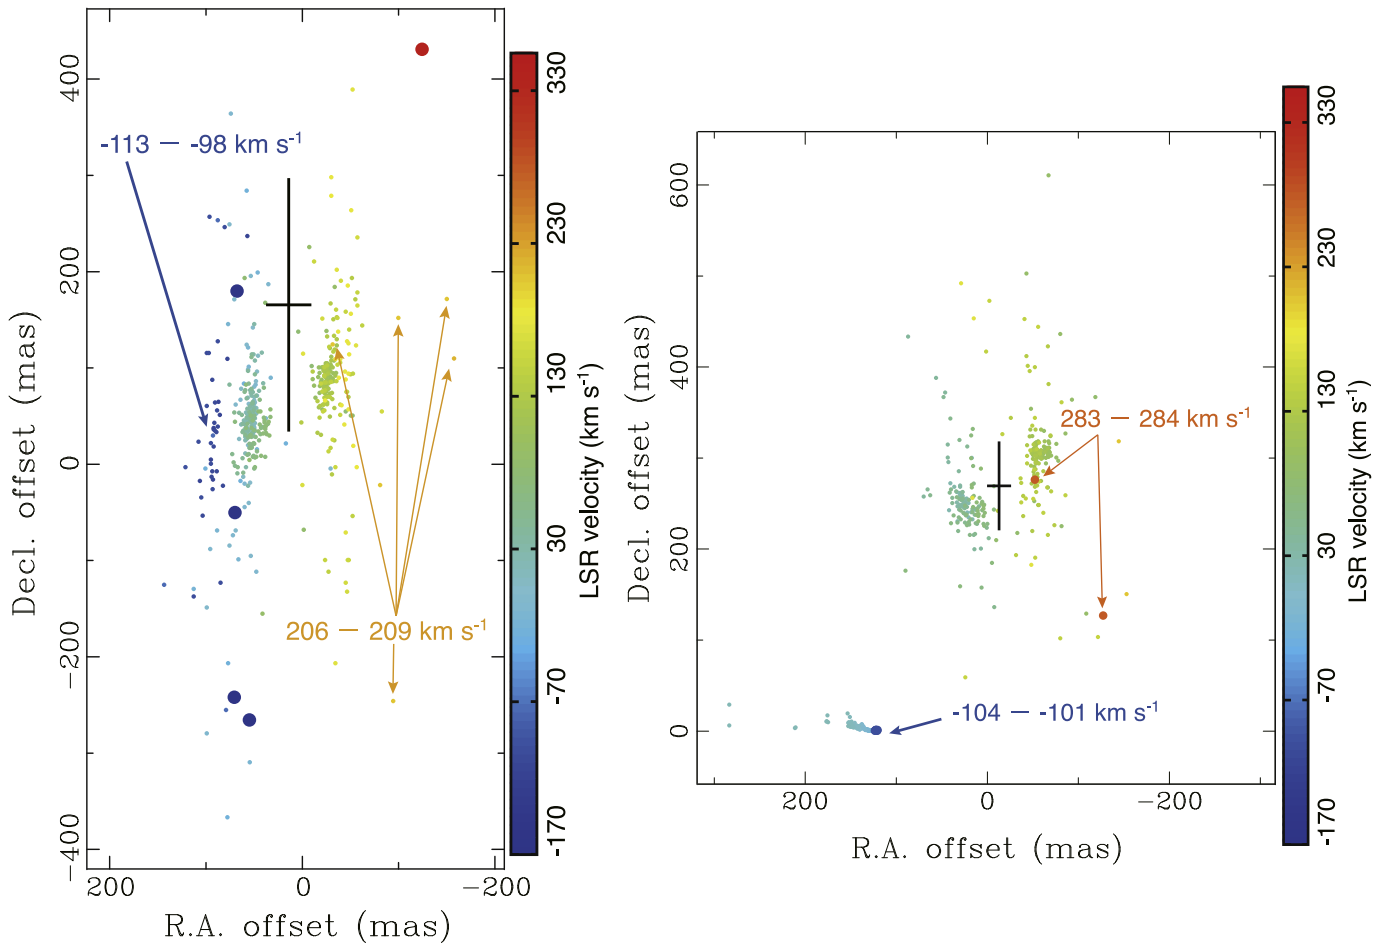 400
200
0
−200
−400
Decl. offset (mas)
200
0
−200
R.A. offset (mas)
-113 — -98 km s-1
206 — 209 km s-1
330
230
130
30
-70
-170
LSR velocity (km s-1)
600
400
200
0
Decl. offset (mas)
200
0
−200
R.A. offset (mas)
283 — 284 km s-1
-104 — -101 km s-1
330
230
130
30
-70
-170
LSR velocity (km s-1)